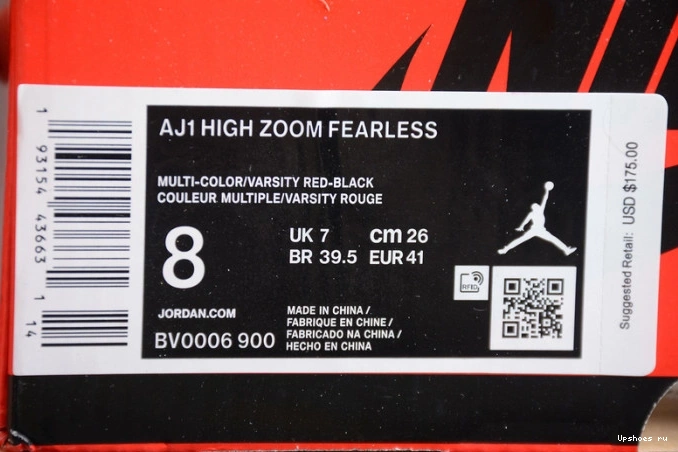 AJ1 HIGH ZOOM FEARLESS
MULTI-COLOR/VARSITY RED-BLACK
COULEUR MULTIPLE/VARSITY ROUGE
8
UK 7 cm 26
BR 39.5 EUR 41
JORDAN.COM
BV0006 900
MADE IN CHINA /
FABRIQUE EN CHINE /
FABRICADO NA CHINA /
HECHO EN CHINA
RFID
1 93154 43663 1
14
Suggested Retail: USD $175.00
Upshoes ru